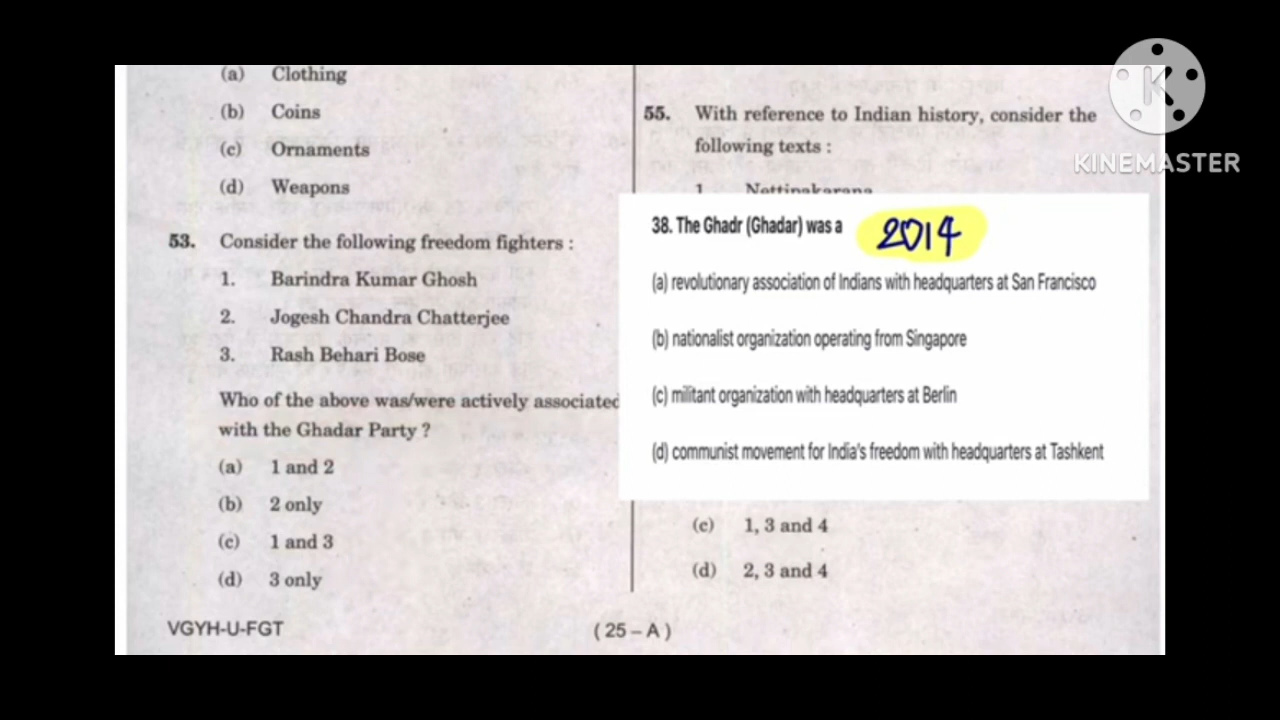 (a) Clothing
(b) Coins
(c) Ornaments
(d) Weapons
53. Consider the following freedom fighters :
1. Barindra Kumar Ghosh
2. Jogesh Chandra Chatterjee
3. Rash Behari Bose
Who of the above was/were actively associated
with the Ghadar Party ?
(a) 1 and 2
(b) 2 only
(c) 1 and 3
(d) 3 only
55. With reference to Indian history, consider the
following texts :
1. Nettipakarana
38. The Ghadr (Ghadar) was a 2014
(a) revolutionary association of Indians with headquarters at San Francisco
(b) nationalist organization operating from Singapore
(c) militant organization with headquarters at Berlin
(d) communist movement for India's freedom with headquarters at Tashkent
(c) 1, 3 and 4
(d) 2, 3 and 4
VGYH-U-FGT
( 25 – A )
K
KINEMASTER